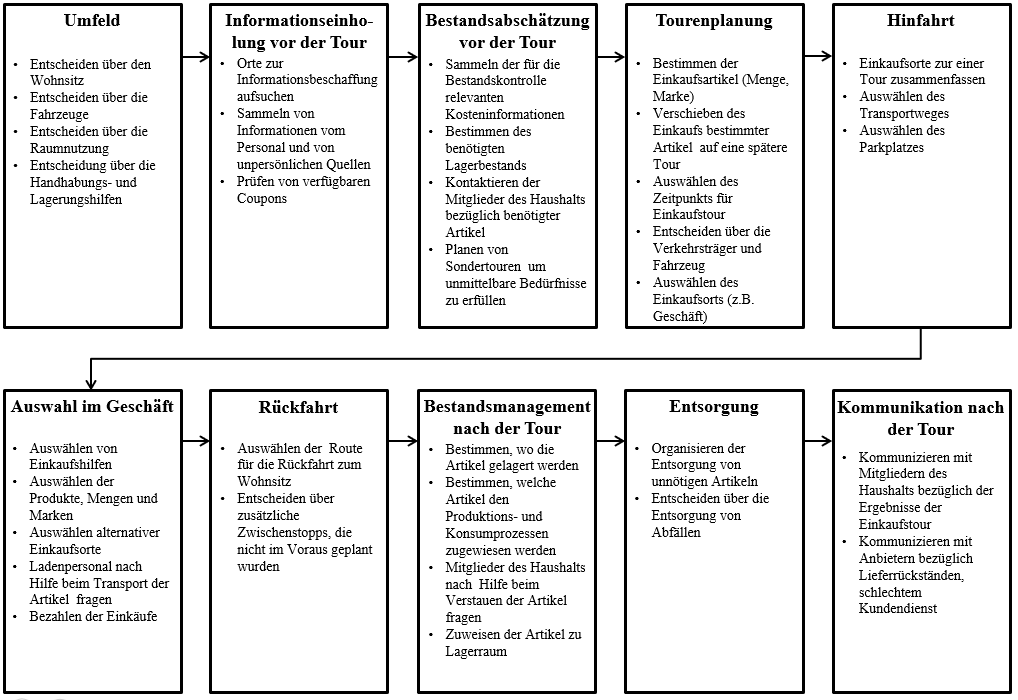 Umfeld
• Entscheiden über den
Wohnsitz
• Entscheiden über die
Fahrzeuge
• Entscheiden über die
Raumnutzung
• Entscheidung über die
Handhabungs- und
Lagerungshilfen
Informationseinho-
lung vor der Tour
• Orte zur
Informationsbeschaffung
aufsuchen
• Sammeln von
Informationen vom
Personal und von
unpersönlichen Quellen
• Prüfen von verfügbaren
Coupons
Bestandsabschätzung
vor der Tour
• Sammeln der für die
Bestandskontrolle
relevanten
Kosteninformationen
• Bestimmen des
benötigten
Lagerbestands
• Kontaktieren der
Mitglieder des Haushalts
bezüglich benötigter
Artikel
• Planen von
Sondertouren um
unmittelbare Bedürfnisse
zu erfüllen
Tourenplanung
• Bestimmen der
Einkaufsartikel (Menge,
Marke)
• Verschieben des
Einkaufs bestimmter
Artikel auf eine spätere
Tour
• Auswählen des
Zeitpunkts für
Einkaufstour
• Entscheiden über die
Verkehrsträger und
Fahrzeug
• Auswählen des
Einkaufsorts (z.B.
Geschäft)
Hinfahrt
• Einkaufsorte zur einer
Tour zusammenfassen
• Auswählen des
Transportweges
• Auswählen des
Parkplatzes
Auswahl im Geschäft
• Auswählen von
Einkaufshilfen
• Auswählen der
Produkte, Mengen und
Marken
• Auswählen alternativer
Einkaufsorte
• Ladenpersonal nach
Hilfe beim Transport der
Artikel fragen
• Bezahlen der Einkäufe
Rückfahrt
• Auswählen der Route
für die Rückfahrt zum
Wohnsitz
• Entscheiden über
zusätzliche
Zwischenstopps, die
nicht im Voraus geplant
wurden
Bestandsmanagement
nach der Tour
• Bestimmen, wo die
Artikel gelagert werden
• Bestimmen, welche
Artikel den
Produktions- und
Konsumprozessen
zugewiesen werden
• Mitglieder des Haushalts
nach Hilfe beim
Verstauen der Artikel
fragen
• Zuweisen der Artikel zu
Lagerraum
Entsorgung
• Organisieren der
Entsorgung von
unnötigen Artikeln
• Entscheiden über die
Entsorgung von
Abfällen
Kommunikation nach
der Tour
• Kommunizieren mit
Mitgliedern des
Haushalts bezüglich der
Ergebnisse der
Einkaufstour
• Kommunizieren mit
Anbietern bezüglich
Lieferrückständen,
schlechtem
Kundendienst